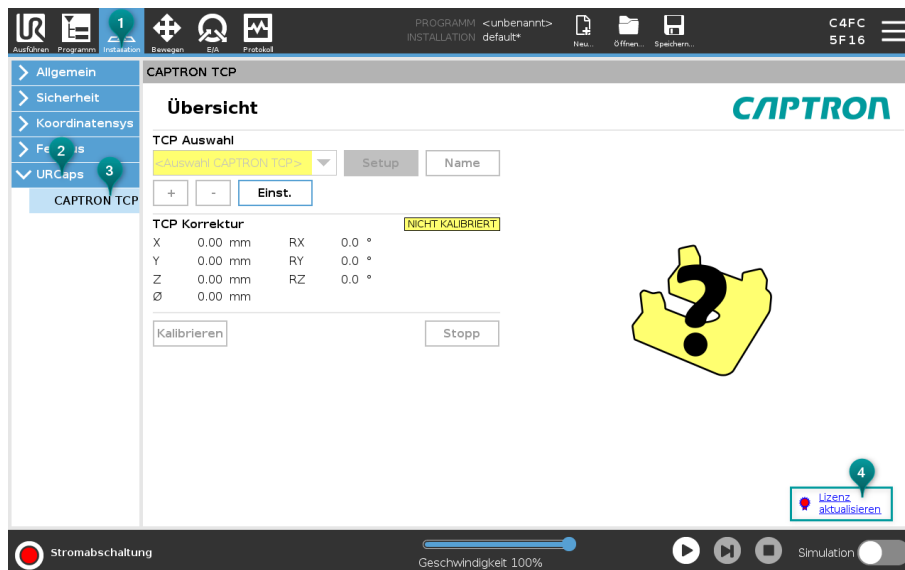 PROGRAMM <unbenannt>
INSTALLATION default*
C4FC
5F16
Ausführen Programm Installation Bewegen E/A Protokoll Neu... Öffnen... Speichern...
1
Allgemein
Sicherheit
Koordinatensys
2
URCaps
3
CAPTRON TCP
CAPTRON TCP
Übersicht
CAPTRON
TCP Auswahl
<Auswahl CAPTRON TCP> Setup Name
+ - Einst.
TCP Korrektur NICHT KALIBRIERT
X 0.00 mm RX 0.0 °
Y 0.00 mm RY 0.0 °
Z 0.00 mm RZ 0.0 °
Ø 0.00 mm
Kalibrieren Stopp
?
4
Lizenz
aktualisieren
Stromabschaltung
Geschwindigkeit 100%
Simulation